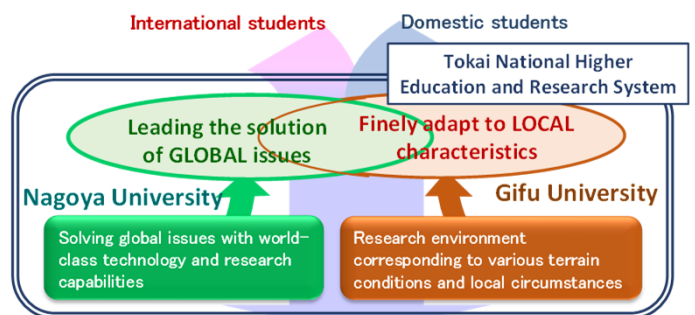 International students
Domestic students
Tokai National Higher
Education and Research System
Leading the solution
of GLOBAL issues
Finely adapt to LOCAL
characteristics
Nagoya University
Gifu University
Solving global issues with world-
class technology and research
capabilities
Research environment
corresponding to various terrain
conditions and local circumstances